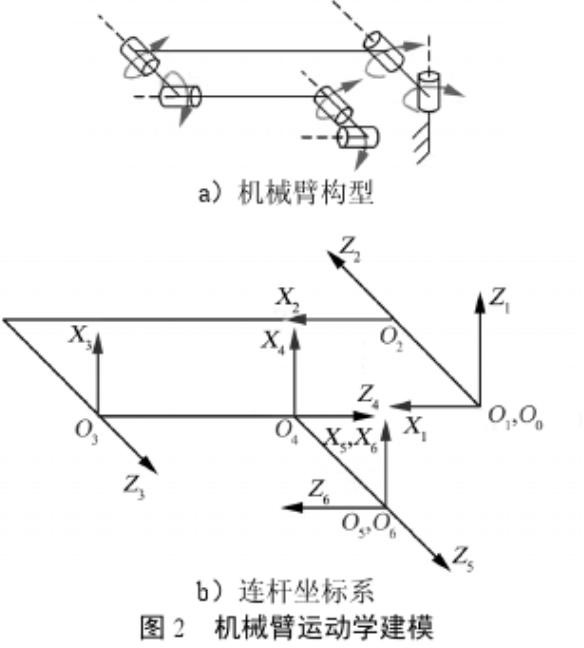 a) 机械臂构型
Z₂
X₂
Z₁
X₃
X₄
O₂
Z₄
X₁
O₁,O₀
O₃
O₄
X₅,X₆
Z₃
Z₆
O₅,O₆
Z₅
b) 连杆坐标系
图 2 机械臂运动学建模